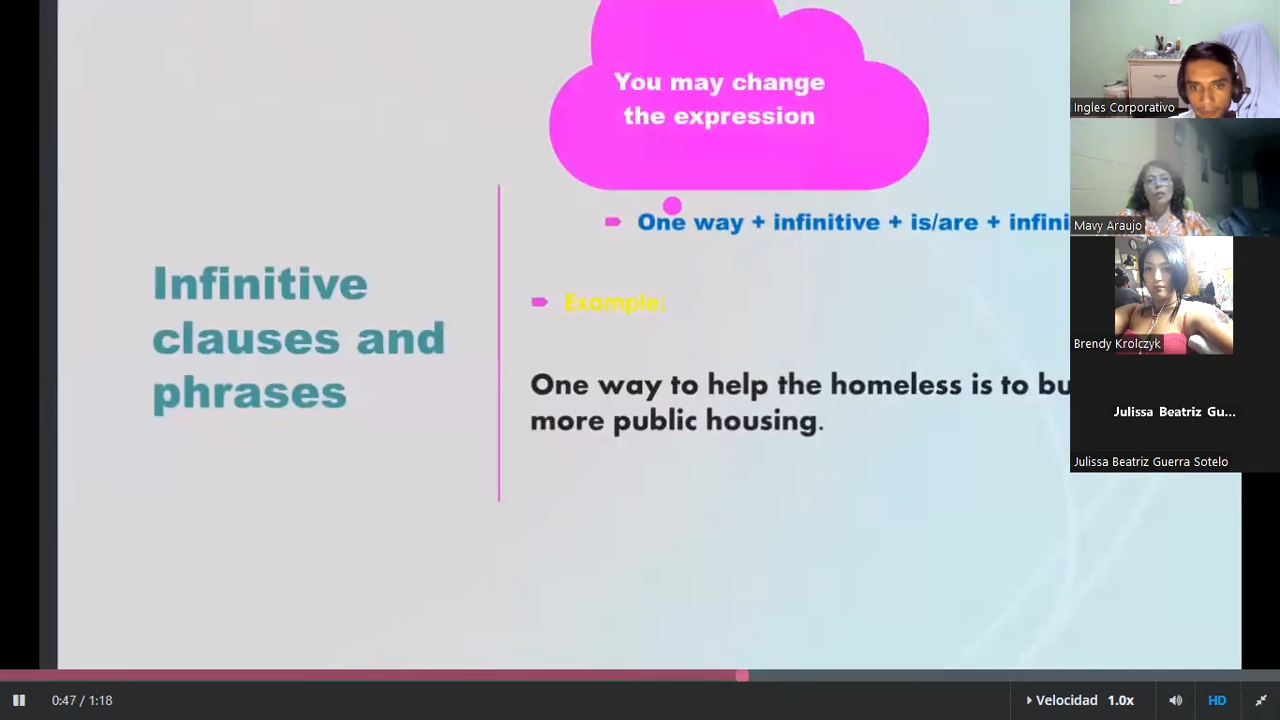 You may change
the expression
One way + infinitive + is/are + infini
Infinitive
clauses and
phrases
Example:
One way to help the homeless is to bu
more public housing.
Ingles Corporativo
Mavy Araujo
Brendy Krolczyk
Julissa Beatriz Gu...
Julissa Beatriz Guerra Sotelo
0:47 / 1:18
Velocidad 1.0x
HD